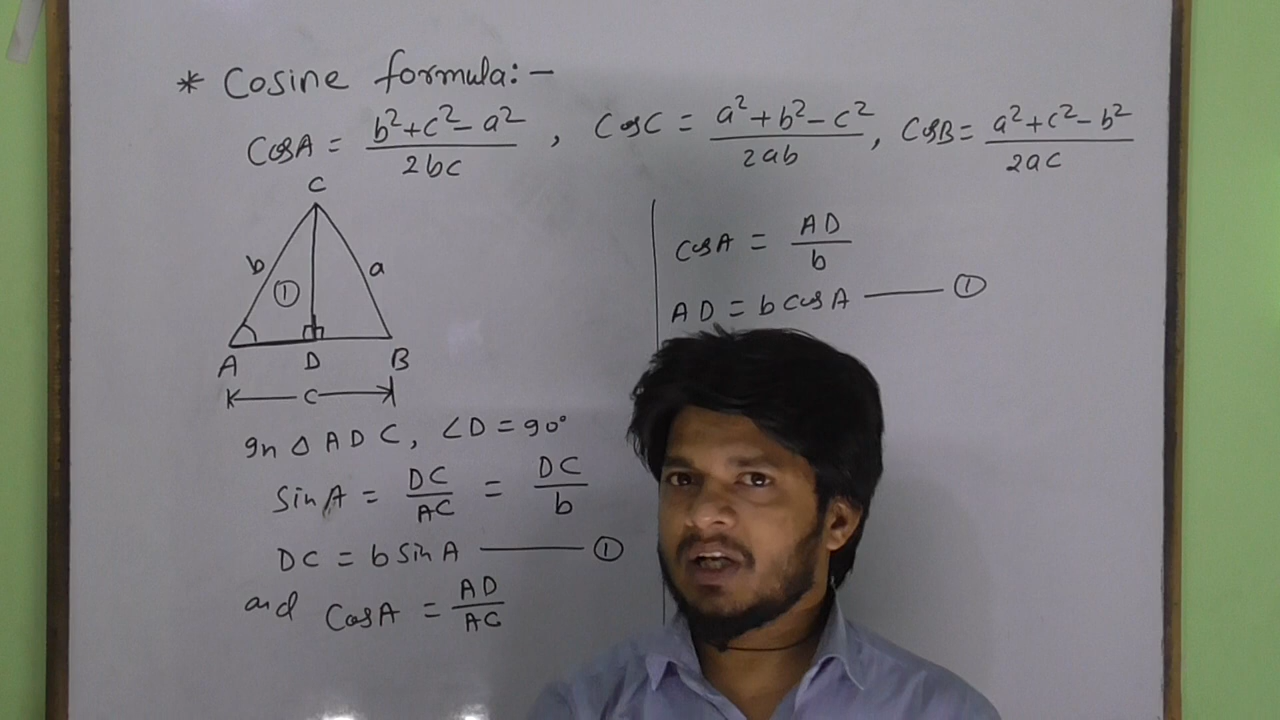 * Cosine formula:-
CosA = b²+c²-a² / 2bc , CosC = a²+b²-c² / 2ab , CosB = a²+c²-b² / 2ac
C
b ① a
A D B
c
In △ADC, ∠D = 90°
SinA = DC / AC = DC / b
DC = b SinA —— ①
and CosA = AD / AC
CosA = AD / b
AD = b CosA —— ①